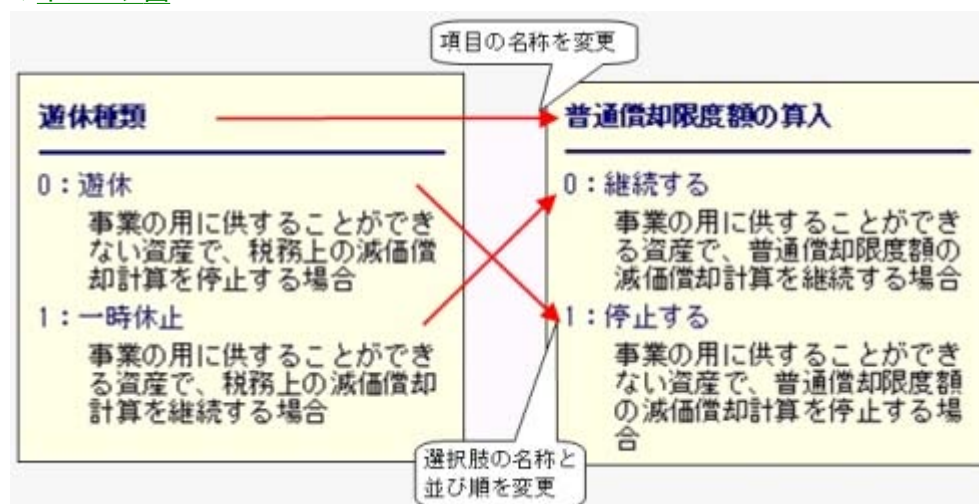 項目の名称を変更
遊休種類
0：遊休
事業の用に供することができ
ない資産で、税務上の減価償
却計算を停止する場合
1：一時休止
事業の用に供することができ
る資産で、税務上の減価償却
計算を継続する場合
普通償却限度額の算入
0：継続する
事業の用に供することができ
る資産で、普通償却限度額の
減価償却計算を継続する場合
1：停止する
事業の用に供することができ
ない資産で、普通償却限度額
の減価償却計算を停止する場
合
選択肢の名称と
並び順を変更